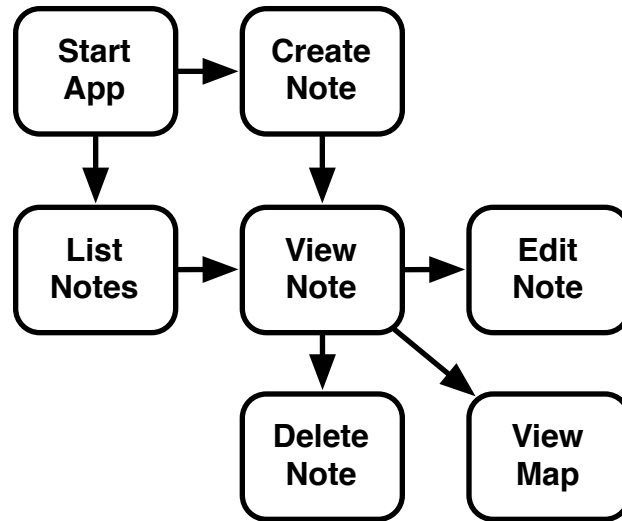 Start
App
Create
Note
List
Notes
View
Note
Edit
Note
Delete
Note
View
Map